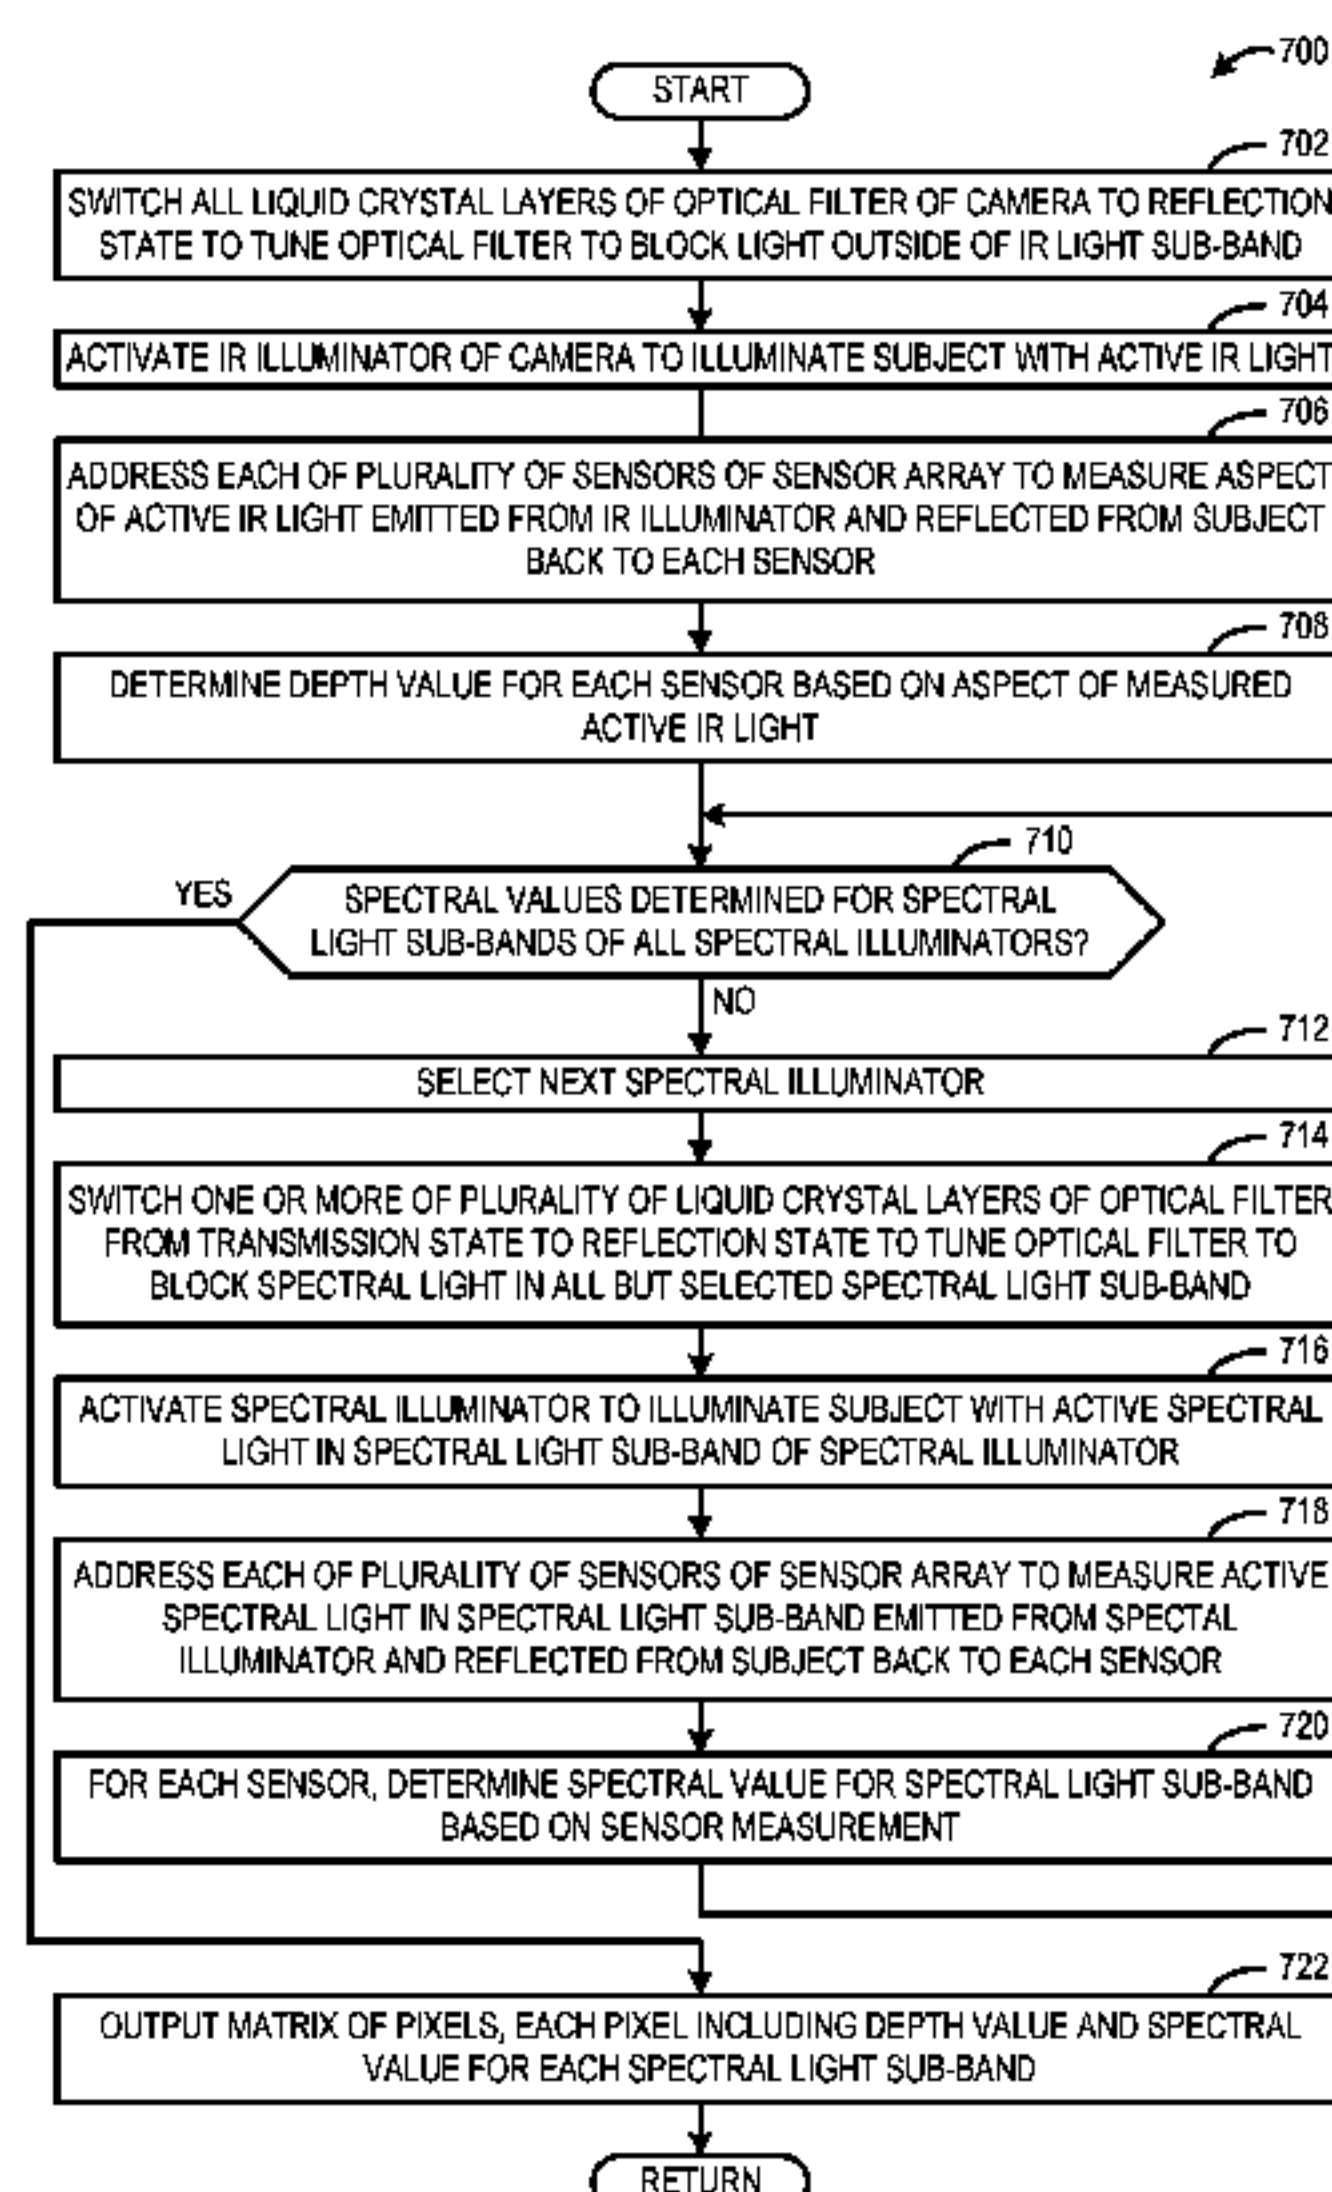 700
START
702
SWITCH ALL LIQUID CRYSTAL LAYERS OF OPTICAL FILTER OF CAMERA TO REFLECTION
STATE TO TUNE OPTICAL FILTER TO BLOCK LIGHT OUTSIDE OF IR LIGHT SUB-BAND
704
ACTIVATE IR ILLUMINATOR OF CAMERA TO ILLUMINATE SUBJECT WITH ACTIVE IR LIGHT
706
ADDRESS EACH OF PLURALITY OF SENSORS OF SENSOR ARRAY TO MEASURE ASPECT
OF ACTIVE IR LIGHT EMITTED FROM IR ILLUMINATOR AND REFLECTED FROM SUBJECT
BACK TO EACH SENSOR
708
DETERMINE DEPTH VALUE FOR EACH SENSOR BASED ON ASPECT OF MEASURED
ACTIVE IR LIGHT
710
YES
SPECTRAL VALUES DETERMINED FOR SPECTRAL
LIGHT SUB-BANDS OF ALL SPECTRAL ILLUMINATORS?
NO
712
SELECT NEXT SPECTRAL ILLUMINATOR
714
SWITCH ONE OR MORE OF PLURALITY OF LIQUID CRYSTAL LAYERS OF OPTICAL FILTER
FROM TRANSMISSION STATE TO REFLECTION STATE TO TUNE OPTICAL FILTER TO
BLOCK SPECTRAL LIGHT IN ALL BUT SELECTED SPECTRAL LIGHT SUB-BAND
716
ACTIVATE SPECTRAL ILLUMINATOR TO ILLUMINATE SUBJECT WITH ACTIVE SPECTRAL
LIGHT IN SPECTRAL LIGHT SUB-BAND OF SPECTRAL ILLUMINATOR
718
ADDRESS EACH OF PLURALITY OF SENSORS OF SENSOR ARRAY TO MEASURE ACTIVE
SPECTRAL LIGHT IN SPECTRAL LIGHT SUB-BAND EMITTED FROM SPECTAL
ILLUMINATOR AND REFLECTED FROM SUBJECT BACK TO EACH SENSOR
720
FOR EACH SENSOR, DETERMINE SPECTRAL VALUE FOR SPECTRAL LIGHT SUB-BAND
BASED ON SENSOR MEASUREMENT
722
OUTPUT MATRIX OF PIXELS, EACH PIXEL INCLUDING DEPTH VALUE AND SPECTRAL
VALUE FOR EACH SPECTRAL LIGHT SUB-BAND
RETURN